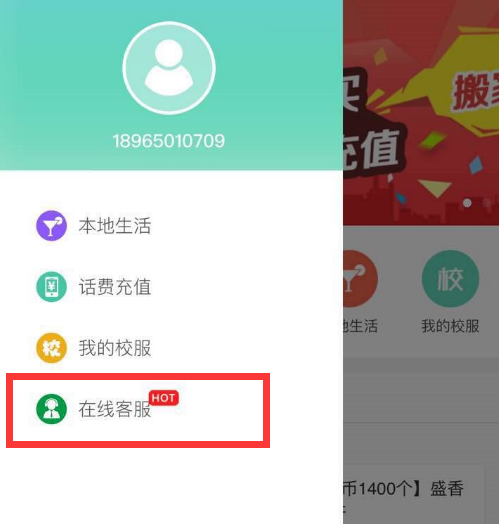 18965010709
本地生活
话费充值
我的校服
在线客服
HOT
搬
充值
校
生活
我的校服
币1400个】盛香